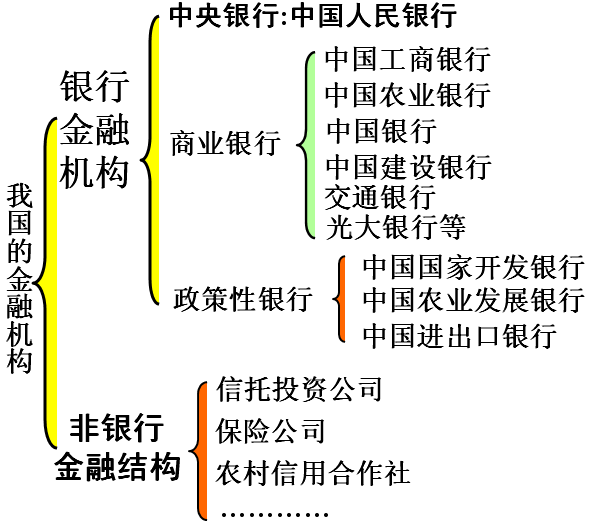 我国的金融机构
银行
金融
机构
中央银行:中国人民银行
商业银行
中国工商银行
中国农业银行
中国银行
中国建设银行
交通银行
光大银行等
政策性银行
中国国家开发银行
中国农业发展银行
中国进出口银行
非银行
金融结构
信托投资公司
保险公司
农村信用合作社
…………